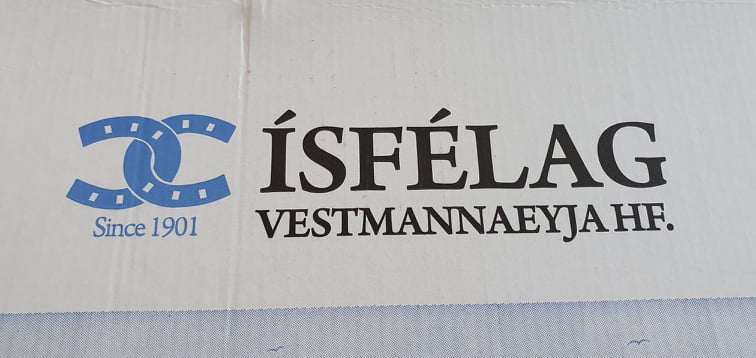 ÍSFÉLAG
VESTMANNAEYJA HF.
Since 1901